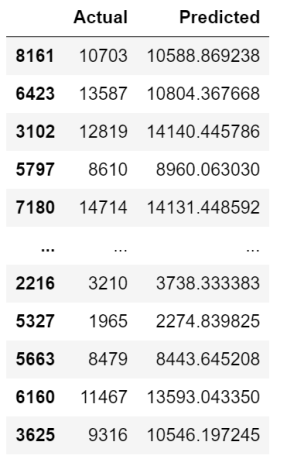 Actual Predicted
8161 10703 10588.869238
6423 13587 10804.367668
3102 12819 14140.445786
5797 8610 8960.063030
7180 14714 14131.448592
... ... ...
2216 3210 3738.333383
5327 1965 2274.839825
5663 8479 8443.645208
6160 11467 13593.043350
3625 9316 10546.197245